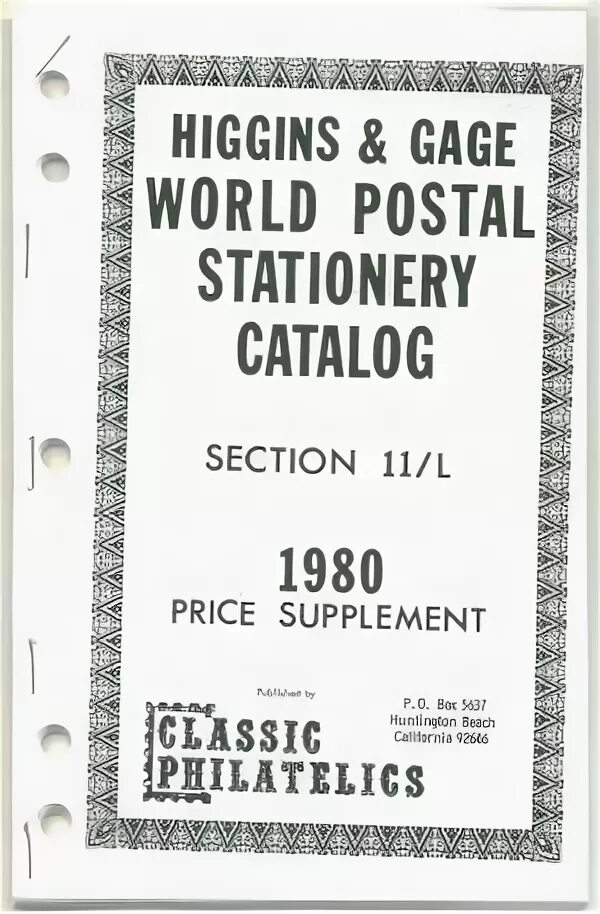 HIGGINS & GAGE
WORLD POSTAL
STATIONERY
CATALOG
SECTION 11/L
1980
PRICE SUPPLEMENT
Published by
CLASSIC
PHILATELICS
P.O. Box 5637
Huntington Beach
California 92646